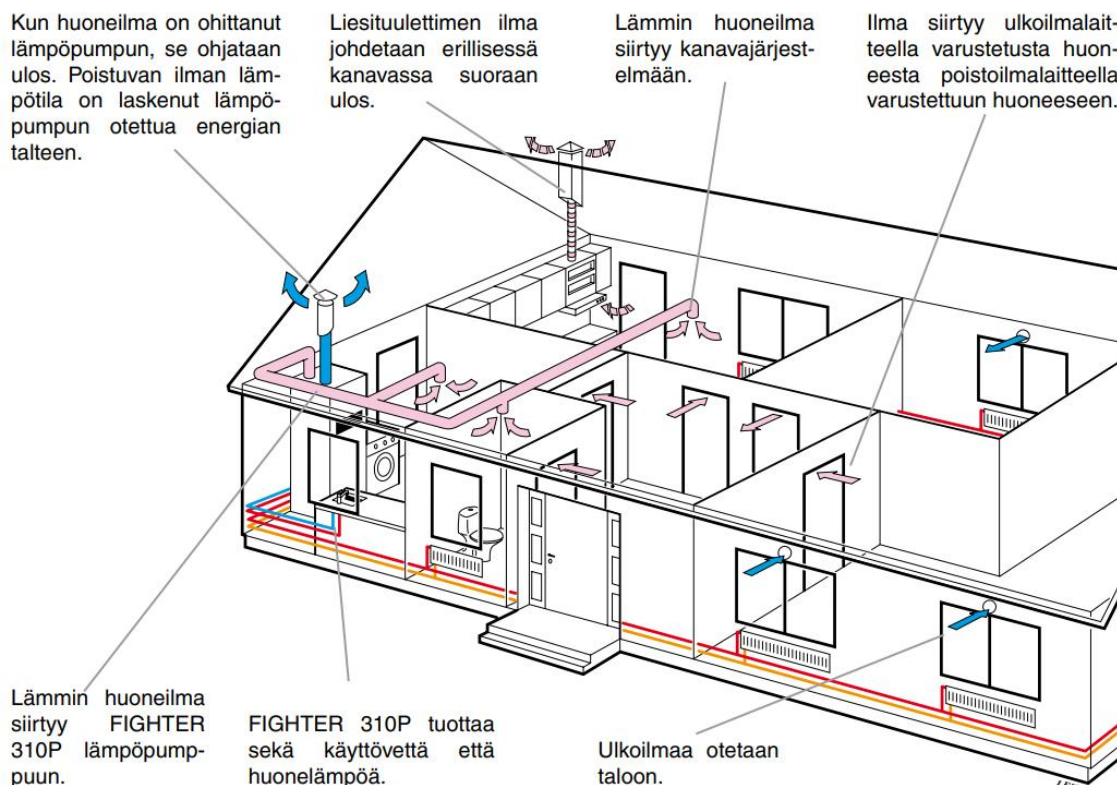 Kun huoneilma on ohittanut
lämpöpumpun, se ohjataan
ulos. Poistuvan ilman läm-
pötila on laskenut lämpö-
pumpun otettua energian
talteen.
Liesituulettimen ilma
johdetaan erillisessä
kanavassa suoraan
ulos.
Lämmin huoneilma
siirtyy kanavajärjest-
elmään.
Ilma siirtyy ulkoilmalait-
teella varustetusta huon-
eesta poistoilmalaitteella
varustettuun huoneeseen.
Lämmin huoneilma
siirtyy FIGHTER
310P lämpöpump-
puun.
FIGHTER 310P tuottaa
sekä käyttövettä että
huonelämpöä.
Ulkoilmaa otetaan
taloon.